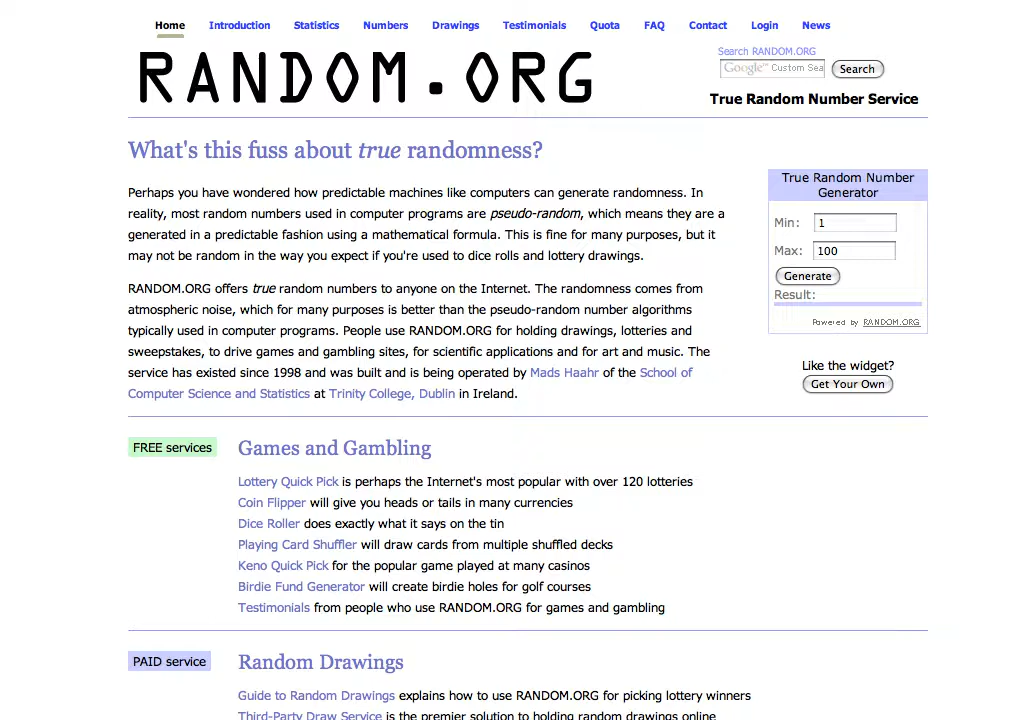 Home Introduction Statistics Numbers Drawings Testimonials Quota FAQ Contact Login News
RANDOM.ORG
Search RANDOM.ORG
Google™ Custom Sea Search
True Random Number Service
What's this fuss about true randomness?
Perhaps you have wondered how predictable machines like computers can generate randomness. In
reality, most random numbers used in computer programs are pseudo-random, which means they are a
generated in a predictable fashion using a mathematical formula. This is fine for many purposes, but it
may not be random in the way you expect if you're used to dice rolls and lottery drawings.
RANDOM.ORG offers true random numbers to anyone on the Internet. The randomness comes from
atmospheric noise, which for many purposes is better than the pseudo-random number algorithms
typically used in computer programs. People use RANDOM.ORG for holding drawings, lotteries and
sweepstakes, to drive games and gambling sites, for scientific applications and for art and music. The
service has existed since 1998 and was built and is being operated by Mads Haahr of the School of
Computer Science and Statistics at Trinity College, Dublin in Ireland.
True Random Number
Generator
Min: 1
Max: 100
Generate
Result:
Powered by RANDOM.ORG
Like the widget?
Get Your Own
FREE services
Games and Gambling
Lottery Quick Pick is perhaps the Internet's most popular with over 120 lotteries
Coin Flipper will give you heads or tails in many currencies
Dice Roller does exactly what it says on the tin
Playing Card Shuffler will draw cards from multiple shuffled decks
Keno Quick Pick for the popular game played at many casinos
Birdie Fund Generator will create birdie holes for golf courses
Testimonials from people who use RANDOM.ORG for games and gambling
PAID service
Random Drawings
Guide to Random Drawings explains how to use RANDOM.ORG for picking lottery winners
Third-Party Draw Service is the premier solution to holding random drawings online